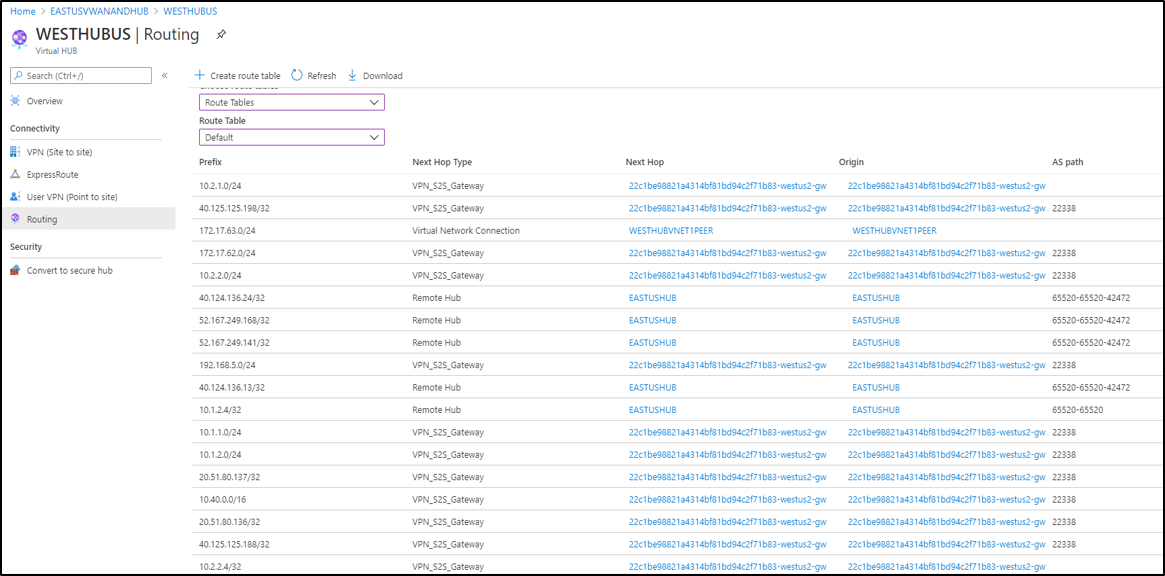 Home > EASTUSVWANANDHUB > WESTHUBUS
WESTHUBUS | Routing
Virtual HUB
Search (Ctrl+/)
«
Create route table Refresh Download
Overview
Connectivity
VPN (Site to site)
ExpressRoute
User VPN (Point to site)
Routing
Security
Convert to secure hub
Route Tables
Route Table
Default
Prefix Next Hop Type Next Hop Origin AS path
10.2.1.0/24 VPN_S2S_Gateway 22c1be98821a4314bf81bd94c2f71b83-westus2-gw 22c1be98821a4314bf81bd94c2f71b83-westus2-gw
40.125.125.198/32 VPN_S2S_Gateway 22c1be98821a4314bf81bd94c2f71b83-westus2-gw 22c1be98821a4314bf81bd94c2f71b83-westus2-gw 22338
172.17.63.0/24 Virtual Network Connection WESTHUBVNET1PEER WESTHUBVNET1PEER
172.17.62.0/24 VPN_S2S_Gateway 22c1be98821a4314bf81bd94c2f71b83-westus2-gw 22c1be98821a4314bf81bd94c2f71b83-westus2-gw 22338
10.2.2.0/24 VPN_S2S_Gateway 22c1be98821a4314bf81bd94c2f71b83-westus2-gw 22c1be98821a4314bf81bd94c2f71b83-westus2-gw 22338
40.124.136.24/32 Remote Hub EASTUSHUB EASTUSHUB 65520-65520-42472
52.167.249.168/32 Remote Hub EASTUSHUB EASTUSHUB 65520-65520-42472
52.167.249.141/32 Remote Hub EASTUSHUB EASTUSHUB 65520-65520-42472
192.168.5.0/24 VPN_S2S_Gateway 22c1be98821a4314bf81bd94c2f71b83-westus2-gw 22c1be98821a4314bf81bd94c2f71b83-westus2-gw 22338
40.124.136.13/32 Remote Hub EASTUSHUB EASTUSHUB 65520-65520-42472
10.1.2.4/32 Remote Hub EASTUSHUB EASTUSHUB 65520-65520
10.1.1.0/24 VPN_S2S_Gateway 22c1be98821a4314bf81bd94c2f71b83-westus2-gw 22c1be98821a4314bf81bd94c2f71b83-westus2-gw 22338
10.1.2.0/24 VPN_S2S_Gateway 22c1be98821a4314bf81bd94c2f71b83-westus2-gw 22c1be98821a4314bf81bd94c2f71b83-westus2-gw 22338
20.51.80.137/32 VPN_S2S_Gateway 22c1be98821a4314bf81bd94c2f71b83-westus2-gw 22c1be98821a4314bf81bd94c2f71b83-westus2-gw 22338
10.40.0.0/16 VPN_S2S_Gateway 22c1be98821a4314bf81bd94c2f71b83-westus2-gw 22c1be98821a4314bf81bd94c2f71b83-westus2-gw 22338
20.51.80.136/32 VPN_S2S_Gateway 22c1be98821a4314bf81bd94c2f71b83-westus2-gw 22c1be98821a4314bf81bd94c2f71b83-westus2-gw 22338
40.125.125.188/32 VPN_S2S_Gateway 22c1be98821a4314bf81bd94c2f71b83-westus2-gw 22c1be98821a4314bf81bd94c2f71b83-westus2-gw 22338
10.2.2.4/32 VPN_S2S_Gateway 22c1be98821a4314bf81bd94c2f71b83-westus2-gw 22c1be98821a4314bf81bd94c2f71b83-westus2-gw